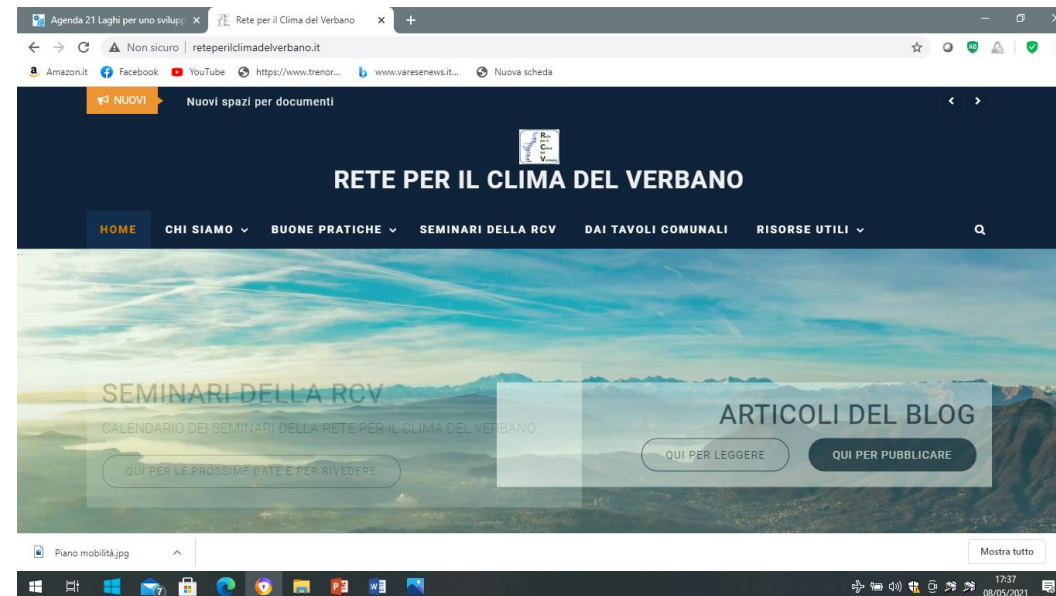 Agenda 21 Laghi per uno svilupp
Rete per il Clima del Verbano
Non sicuro | reteperilclimadelverbano.it
Amazon.it Facebook YouTube https://www.trenor... www.varesenews.it... Nuova scheda
NUOVI Nuovi spazi per documenti
RETE PER IL CLIMA DEL VERBANO
HOME CHI SIAMO BUONE PRATICHE SEMINARI DELLA RCV DAI TAVOLI COMUNALI RISORSE UTILI
SEMINARI DELLA RCV
CALENDARIO DEI SEMINARI DELLA RETE PER IL CLIMA DEL VERBANO
QUI PER LE PROSSIME DATE E PER RIVEDERE
ARTICOLI DEL BLOG
QUI PER LEGGERE QUI PER PUBBLICARE
Piano mobilità.jpg Mostra tutto
17:37
08/05/2021